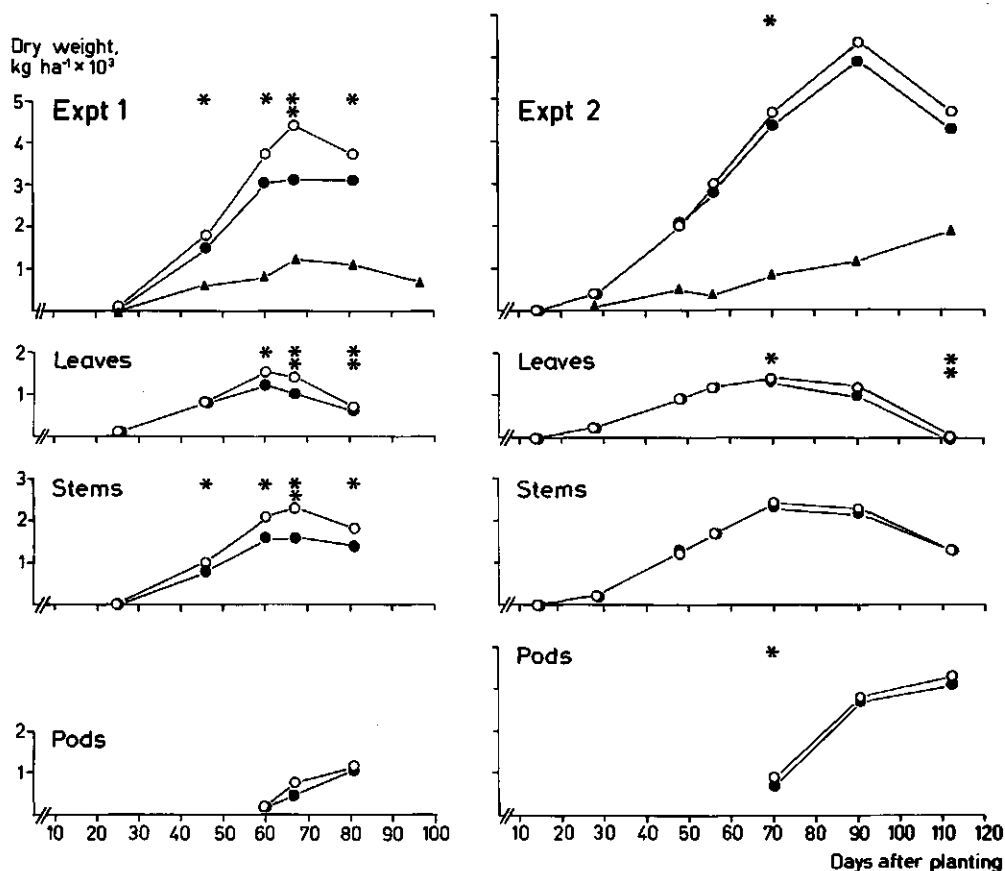 Dry weight,
kg ha⁻¹ × 10³
Expt 1
5
4
3
2
1
*
*
*
*
*
Leaves
2
1
*
*
*
*
*
Stems
3
2
1
*
*
*
*
*
Pods
2
1
10 20 30 40 50 60 70 80 90 100
Expt 2
*
Leaves
*
*
*
Stems
Pods
*
10 20 30 40 50 60 70 80 90 100 110 120
Days after planting